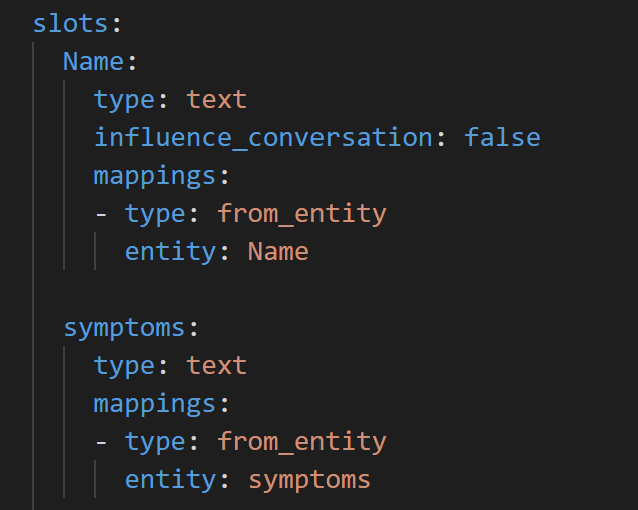 slots:
  Name:
    type: text
    influence_conversation: false
    mappings:
    - type: from_entity
      entity: Name
  symptoms:
    type: text
    mappings:
    - type: from_entity
      entity: symptoms